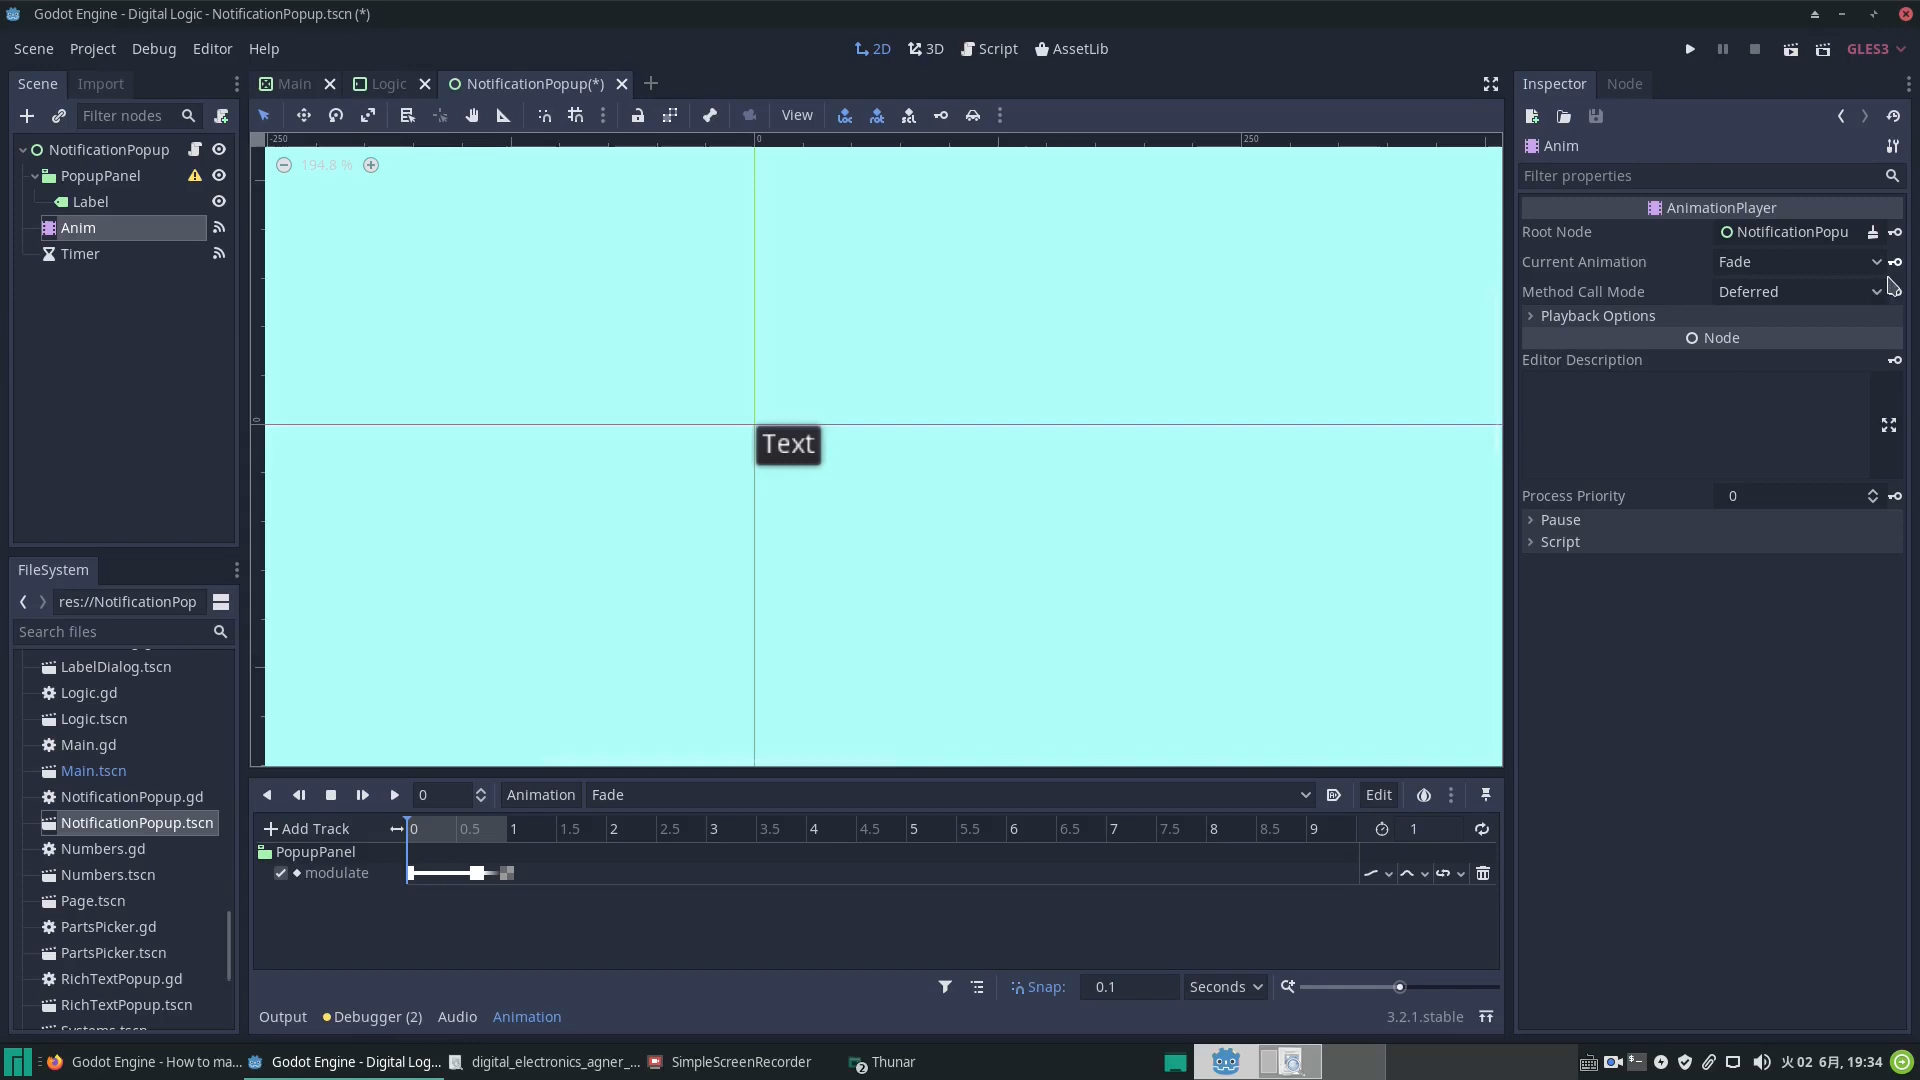 Godot Engine - Digital Logic - NotificationPopup.tscn (*)
Scene Project Debug Editor Help
2D 3D Script AssetLib
GLES3
Scene Import
Main Logic NotificationPopup(*)
Inspector Node
Filter nodes
View
NotificationPopup
PopupPanel
Label
Anim
Timer
-250 0 250
0
194.8 %
Text
Anim
Filter properties
AnimationPlayer
Root Node NotificationPopu
Current Animation Fade
Method Call Mode Deferred
Playback Options
Node
Editor Description
Process Priority 0
Pause
Script
FileSystem
res://NotificationPop
Search files
LabelDialog.tscn
Logic.gd
Logic.tscn
Main.gd
Main.tscn
NotificationPopup.gd
NotificationPopup.tscn
Numbers.gd
Numbers.tscn
Page.tscn
PartsPicker.gd
PartsPicker.tscn
RichTextPopup.gd
RichTextPopup.tscn
0 Animation Fade Edit
Add Track 0 0.5 1 1.5 2 2.5 3 3.5 4 4.5 5 5.5 6 6.5 7 7.5 8 8.5 9 1
PopupPanel
modulate
Snap: 0.1 Seconds
Output Debugger (2) Audio Animation 3.2.1.stable
Godot Engine - How to ma... Godot Engine - Digital Log... digital_electronics_agner_... SimpleScreenRecorder 2 Thunar 火 02 6月, 19:34